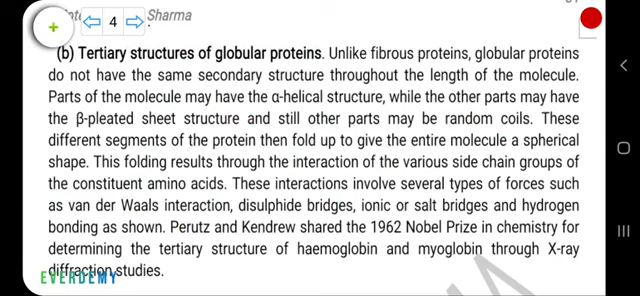 4
Sharma
(b) Tertiary structures of globular proteins. Unlike fibrous proteins, globular proteins
do not have the same secondary structure throughout the length of the molecule.
Parts of the molecule may have the α-helical structure, while the other parts may have
the β-pleated sheet structure and still other parts may be random coils. These
different segments of the protein then fold up to give the entire molecule a spherical
shape. This folding results through the interaction of the various side chain groups of
the constituent amino acids. These interactions involve several types of forces such
as van der Waals interaction, disulphide bridges, ionic or salt bridges and hydrogen
bonding as shown. Perutz and Kendrew shared the 1962 Nobel Prize in chemistry for
determining the tertiary structure of haemoglobin and myoglobin through X-ray
diffraction studies.
EVERDEMY